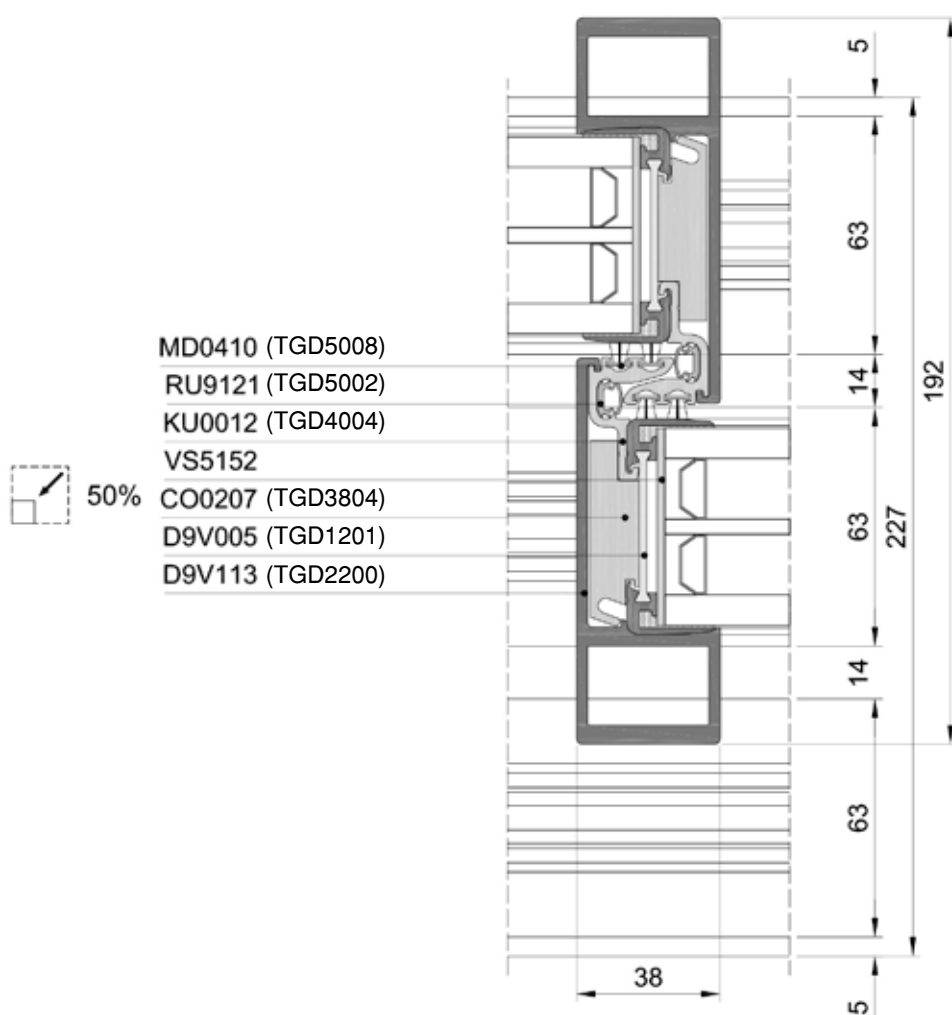 5
63
192
MD0410 (TGD5008)
RU9121 (TGD5002)
14
KU0012 (TGD4004)
VS5152
50% CO0207 (TGD3804)
D9V005 (TGD1201)
63
227
D9V113 (TGD2200)
14
63
38
5